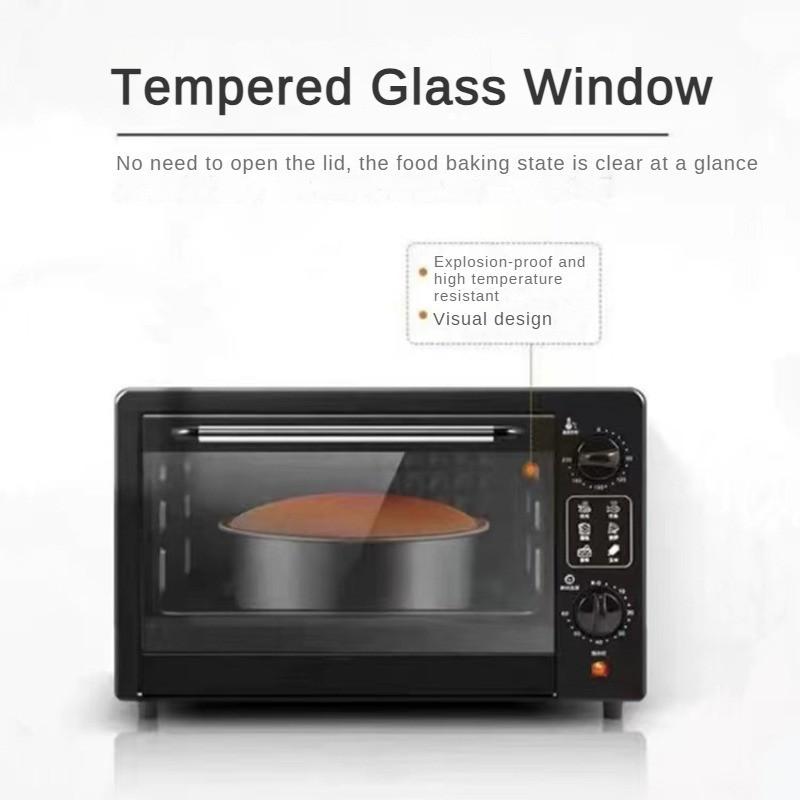 Tempered Glass Window
No need to open the lid, the food baking state is clear at a glance
Explosion-proof and
high temperature
resistant
Visual design